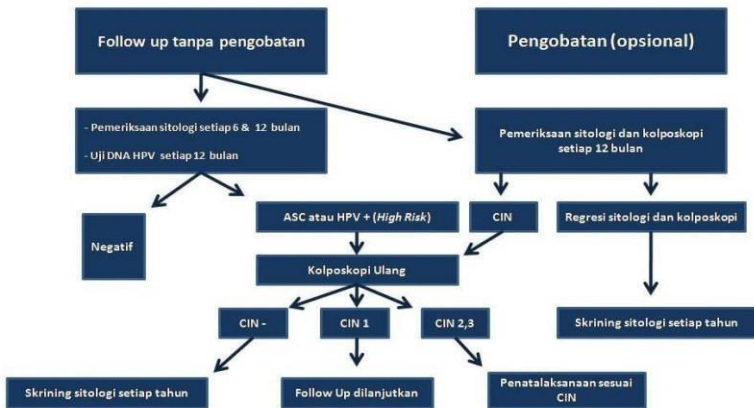 Follow up tanpa pengobatan
Pengobatan (opsional)
- Pemeriksaan sitologi setiap 6 & 12 bulan
- Uji DNA HPV setiap 12 bulan
Pemeriksaan sitologi dan kolposkopi
setiap 12 bulan
Negatif
ASC atau HPV + (High Risk)
CIN
Regresi sitologi dan kolposkopi
Kolposkopi Ulang
CIN -
CIN 1
CIN 2,3
Skrining sitologi setiap tahun
Skrining sitologi setiap tahun
Follow Up dilanjutkan
Penatalaksanaan sesuai
CIN